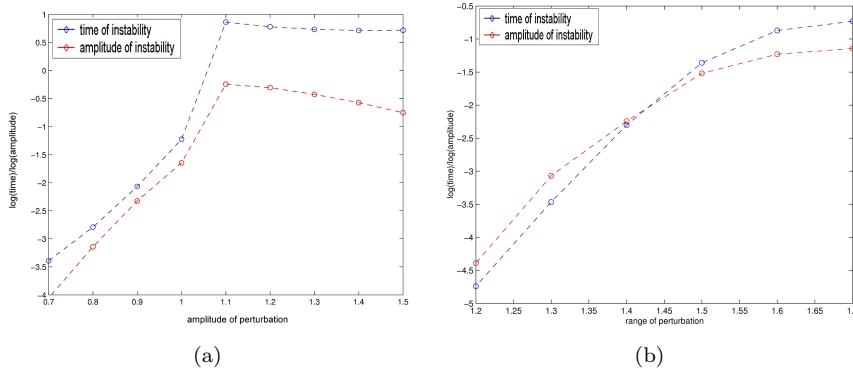 time of instability
amplitude of instability
1
0.5
0
−0.5
−1
−1.5
−2
−2.5
−3
−3.5
−4
log(time)/log(amplitude)
0.7 0.8 0.9 1 1.1 1.2 1.3 1.4 1.5
amplitude of perturbation
(a)
time of instability
amplitude of instability
−0.5
−1
−1.5
−2
−2.5
−3
−3.5
−4
−4.5
−5
log(time)/log(amplitude)
1.2 1.25 1.3 1.35 1.4 1.45 1.5 1.55 1.6 1.65 1.
range of perturbation
(b)